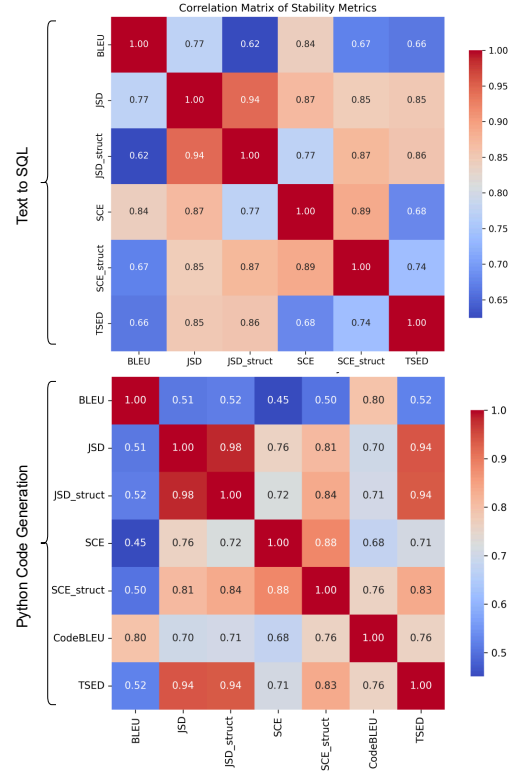 Correlation Matrix of Stability Metrics
Text to SQL
BLEU 1.00 0.77 0.62 0.84 0.67 0.66
JSD 0.77 1.00 0.94 0.87 0.85 0.85
JSD_struct 0.62 0.94 1.00 0.77 0.87 0.86
SCE 0.84 0.87 0.77 1.00 0.89 0.68
SCE_struct 0.67 0.85 0.87 0.89 1.00 0.74
TSED 0.66 0.85 0.86 0.68 0.74 1.00
BLEU JSD JSD_struct SCE SCE_struct TSED
1.00
0.95
0.90
0.85
0.80
0.75
0.70
0.65
Python Code Generation
BLEU 1.00 0.51 0.52 0.45 0.50 0.80 0.52
JSD 0.51 1.00 0.98 0.76 0.81 0.70 0.94
JSD_struct 0.52 0.98 1.00 0.72 0.84 0.71 0.94
SCE 0.45 0.76 0.72 1.00 0.88 0.68 0.71
SCE_struct 0.50 0.81 0.84 0.88 1.00 0.76 0.83
CodeBLEU 0.80 0.70 0.71 0.68 0.76 1.00 0.76
TSED 0.52 0.94 0.94 0.71 0.83 0.76 1.00
BLEU JSD JSD_struct SCE SCE_struct CodeBLEU TSED
1.0
0.9
0.8
0.7
0.6
0.5